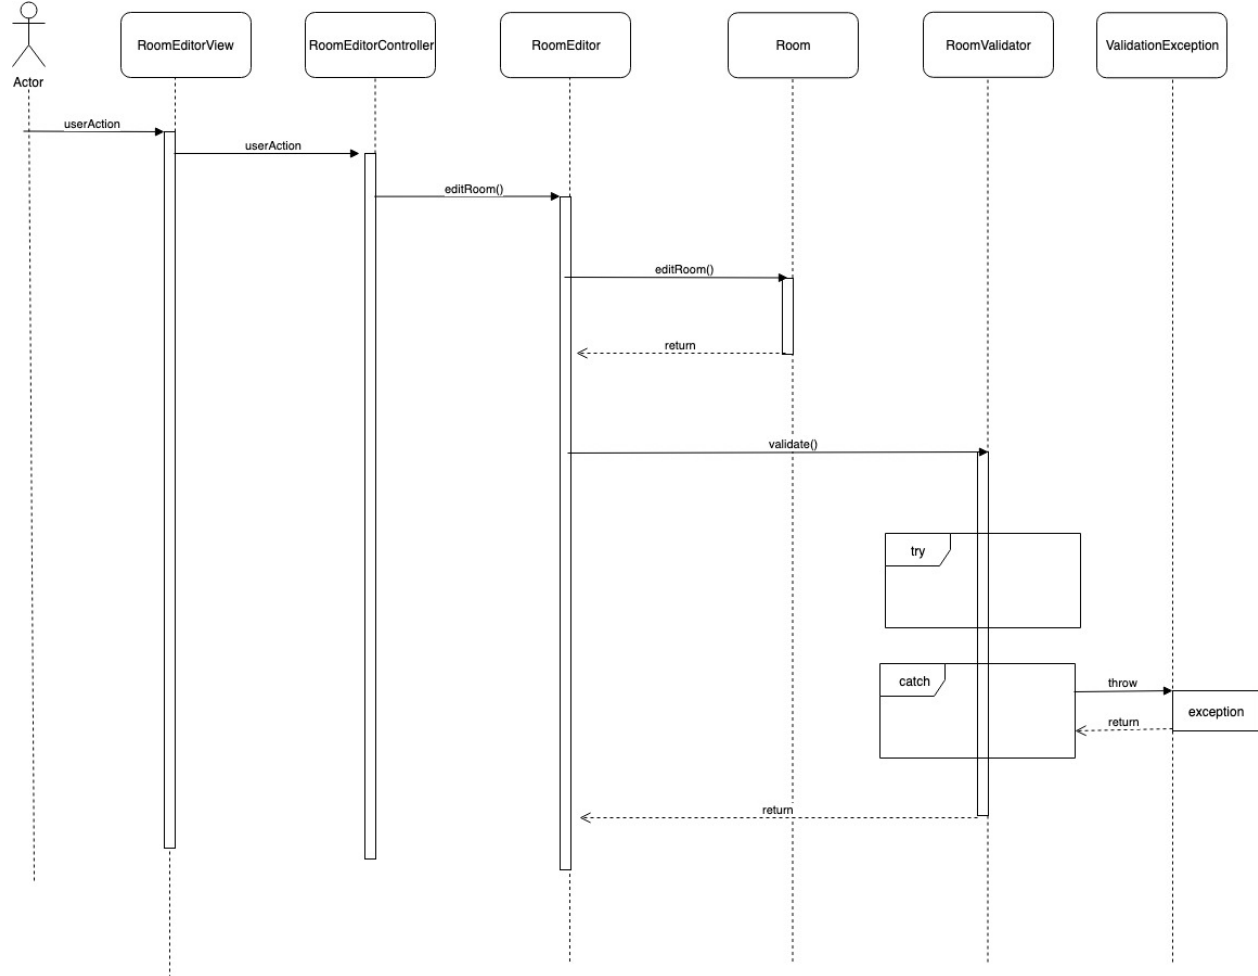 RoomEditorView
RoomEditorController
RoomEditor
Room
RoomValidator
ValidationException
Actor
userAction
userAction
editRoom()
editRoom()
return
validate()
try
catch
throw
exception
return
return